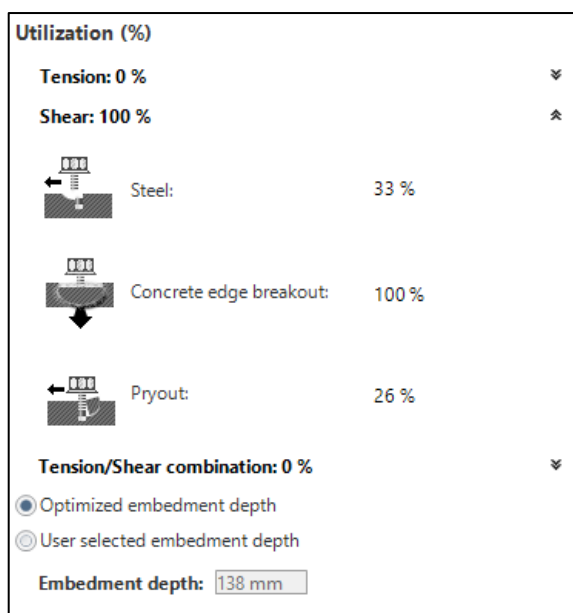 Utilization (%)
Tension: 0 %
Shear: 100 %
Steel: 33 %
Concrete edge breakout: 100 %
Pryout: 26 %
Tension/Shear combination: 0 %
Optimized embedment depth
User selected embedment depth
Embedment depth: 138 mm